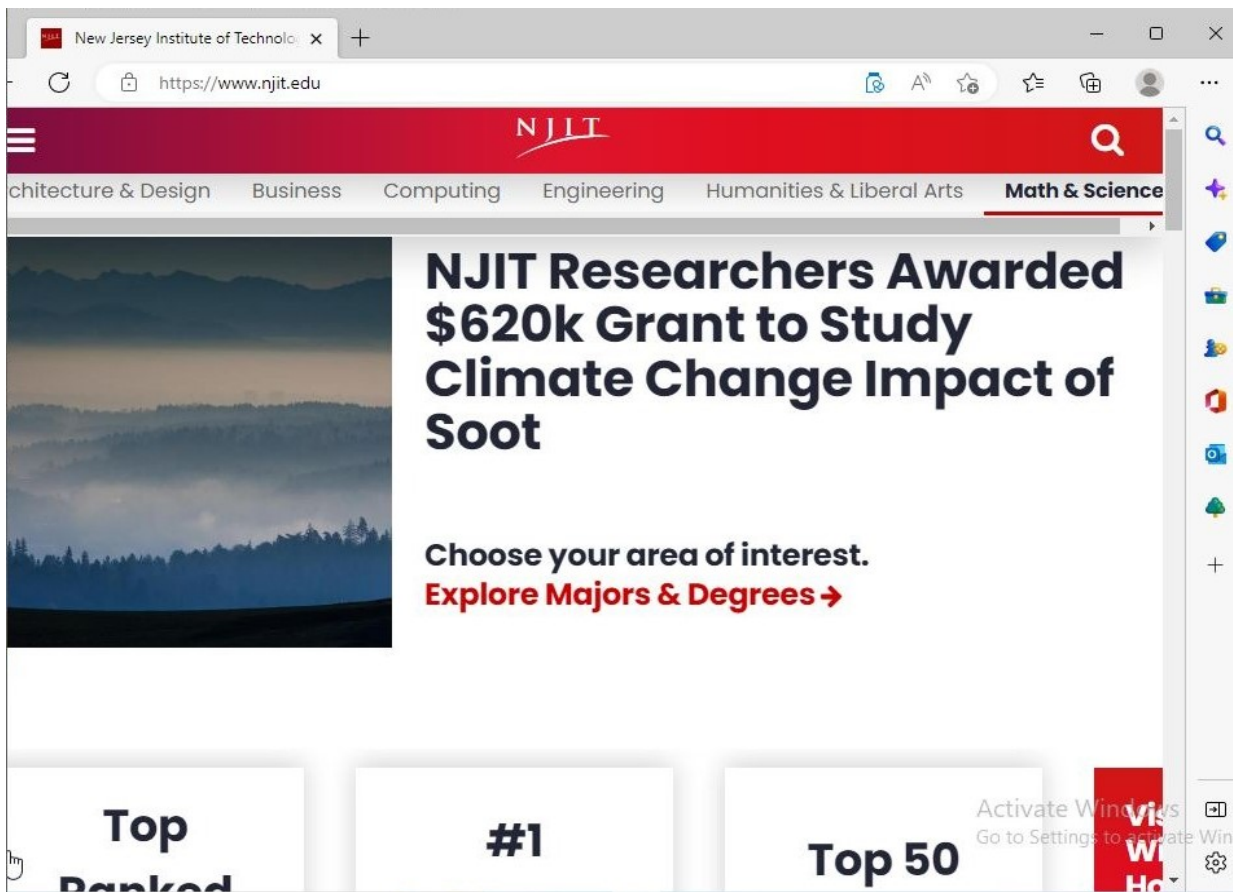 New Jersey Institute of Technolo
https://www.njit.edu
NJIT
chitecture & Design Business Computing Engineering Humanities & Liberal Arts Math & Science
NJIT Researchers Awarded
$620k Grant to Study
Climate Change Impact of
Soot
Choose your area of interest.
Explore Majors & Degrees
Top
Ranked
#1
Top 50
Activate Windows
Go to Settings to activate Win